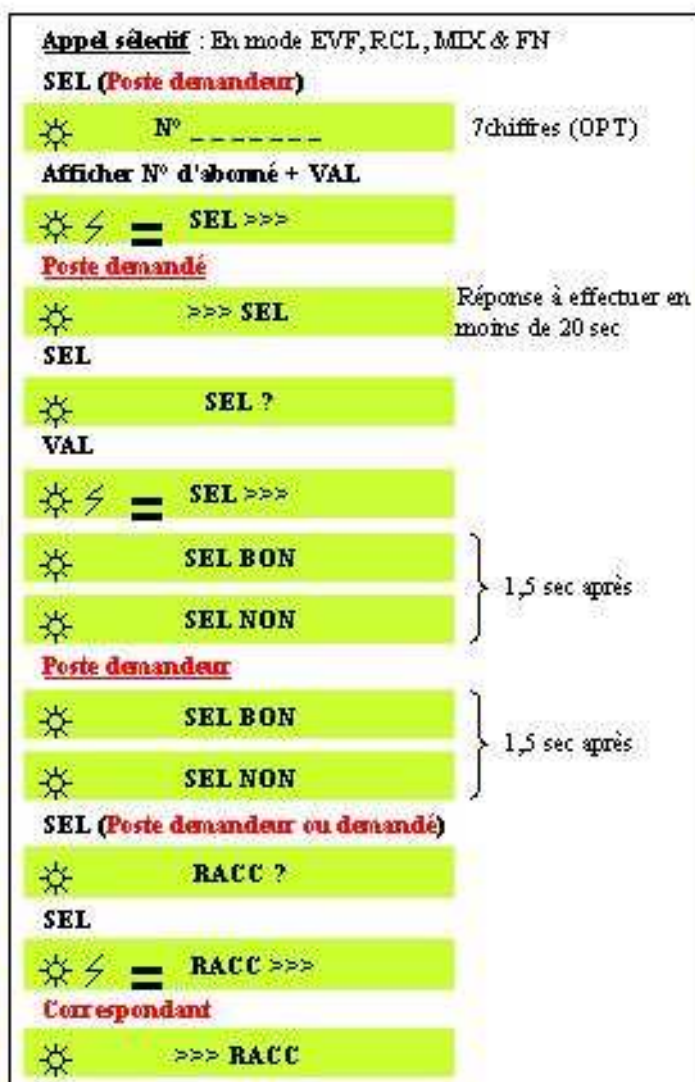 Appel sélectif : En mode EVF, RCL, MIX & FN
SEL (Poste demandeur)
N° _ _ _ _ _ _ _ 7chiffres (OPT)
Afficher N° d'abonné + VAL
SEL >>>
Poste demandé
>>> SEL Réponse à effectuer en
moins de 20 sec
SEL
SEL ?
VAL
SEL >>>
SEL BON
1,5 sec après
SEL NON
Poste demandeur
SEL BON
1,5 sec après
SEL NON
SEL (Poste demandeur ou demandé)
RACC ?
SEL
RACC >>>
Correspondant
>>> RACC